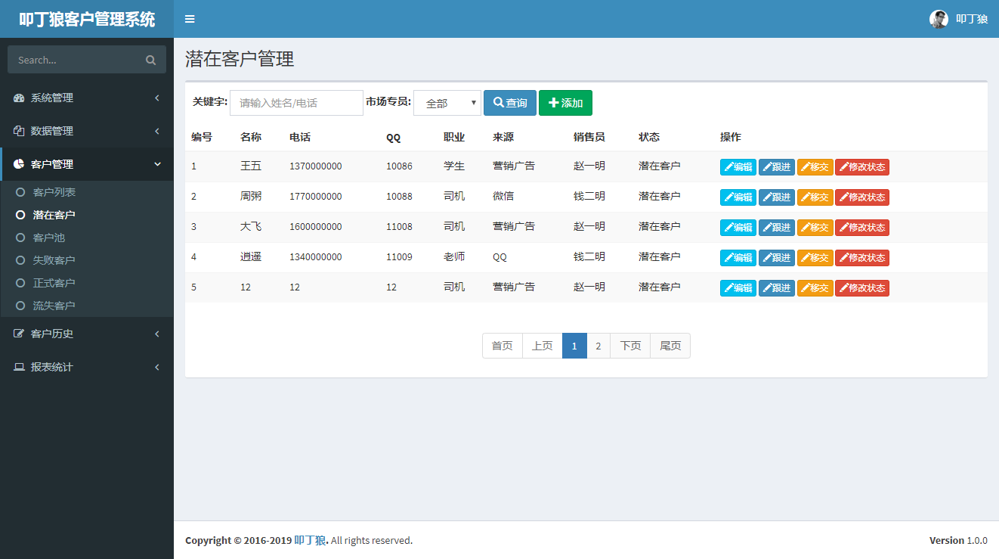 叩丁狼客户管理系统
叩丁狼
Search...
系统管理
数据管理
客户管理
客户列表
潜在客户
客户池
失败客户
正式客户
流失客户
客户历史
报表统计
潜在客户管理
关键字: 请输入姓名/电话 市场专员: 全部 查询 添加
编号 名称 电话 QQ 职业 来源 销售员 状态 操作
1 王五 1370000000 10086 学生 营销广告 赵一明 潜在客户 编辑 跟进 移交 修改状态
2 周粥 1770000000 10088 司机 微信 钱二明 潜在客户 编辑 跟进 移交 修改状态
3 大飞 1600000000 11008 司机 营销广告 赵一明 潜在客户 编辑 跟进 移交 修改状态
4 逍遥 1340000000 11009 老师 QQ 钱二明 潜在客户 编辑 跟进 移交 修改状态
5 12 12 12 司机 营销广告 赵一明 潜在客户 编辑 跟进 移交 修改状态
首页 上页 1 2 下页 尾页
Copyright © 2016-2019 叩丁狼. All rights reserved.
Version 1.0.0